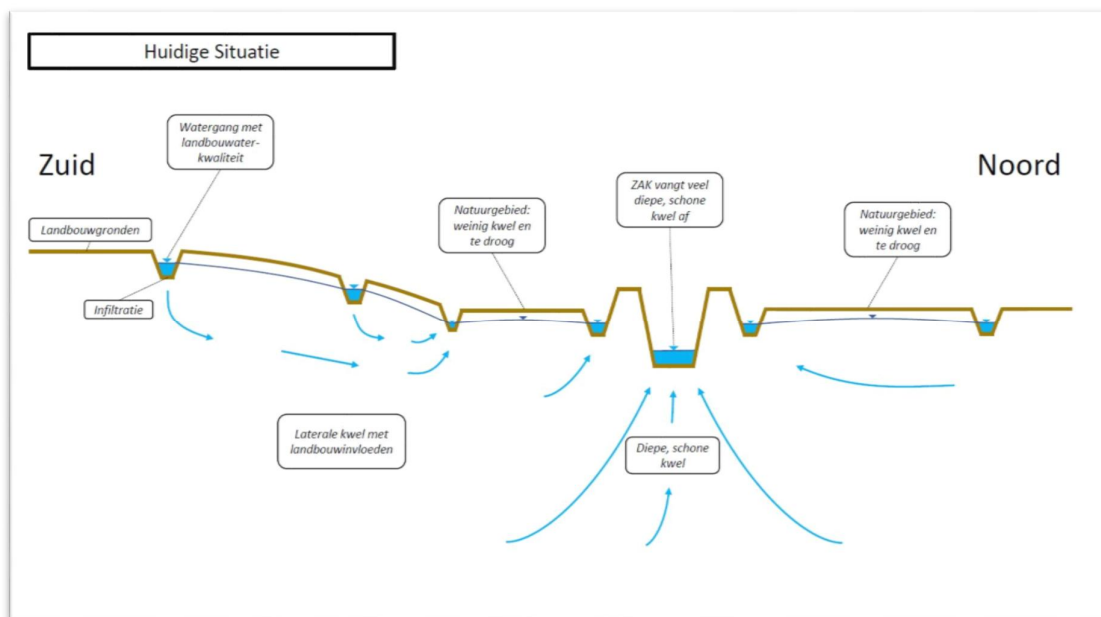 Huidige Situatie
Zuid
Noord
Watergang met
landbouwater-
kwaliteit
Landbouwgronden
Infiltratie
Natuurgebied:
weinig kwel en
te droog
ZAK vangt veel
diepe, schone
kwel af
Natuurgebied:
weinig kwel en
te droog
Laterale kwel met
landbouwinvloeden
Diepe, schone
kwel